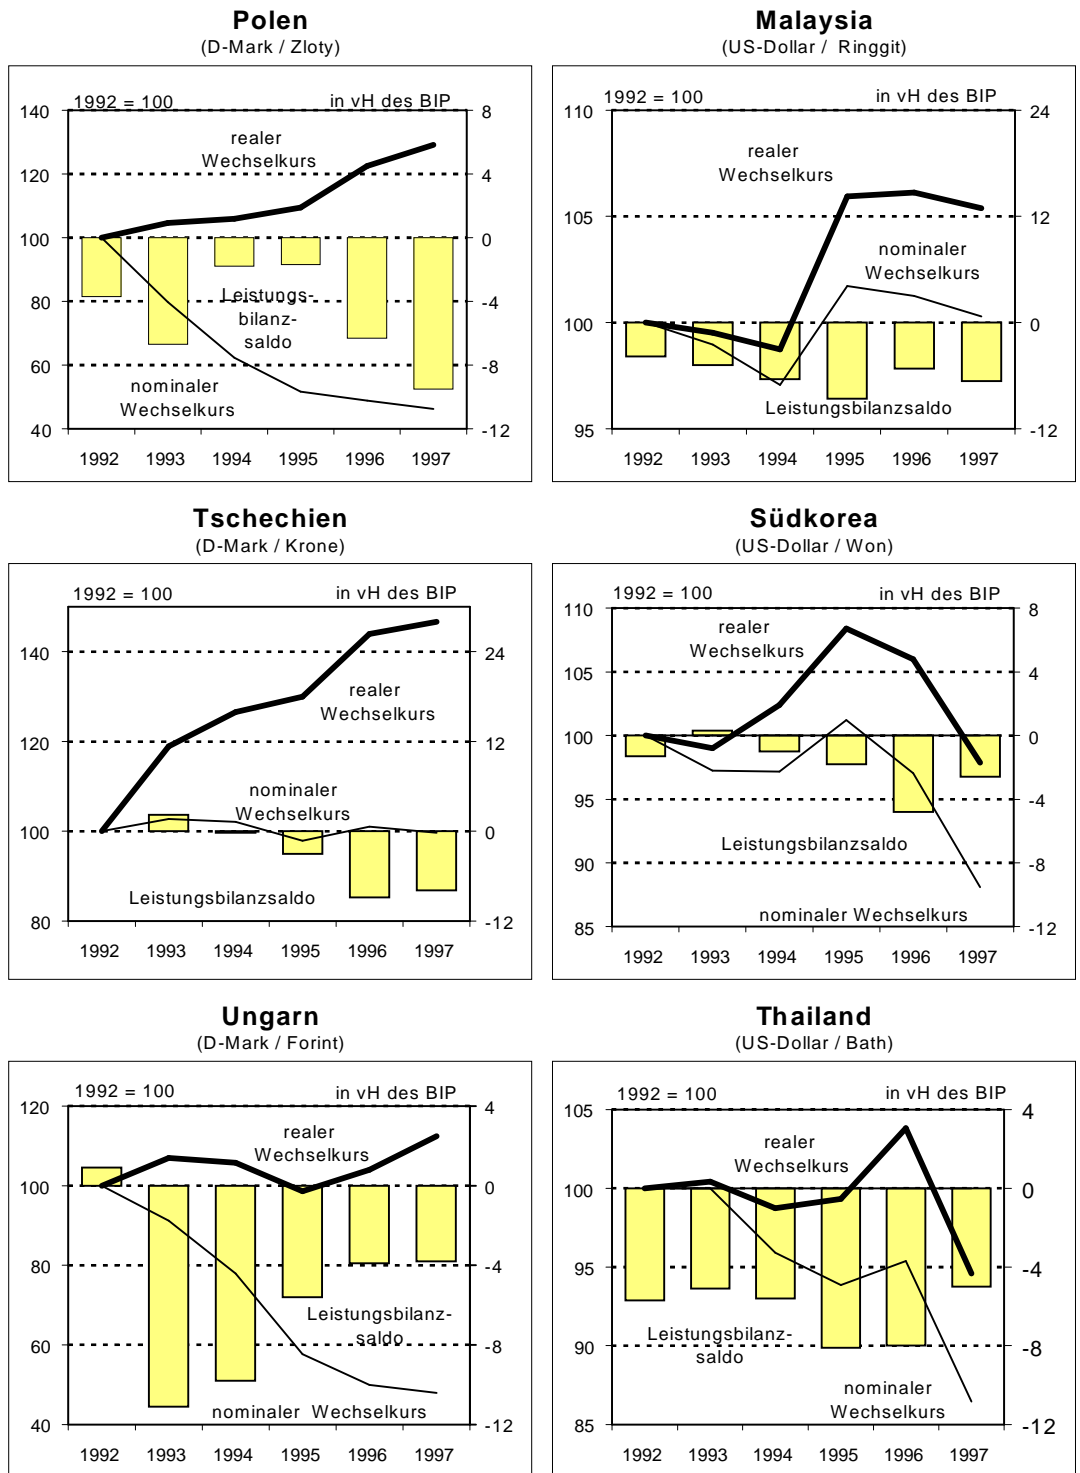 Polen
(D-Mark / Zloty)
1992 = 100
in vH des BIP
140
120
100
80
60
40
8
4
0
-4
-8
-12
realer
Wechselkurs
Leistungs-
bilanz-
saldo
nominaler
Wechselkurs
1992 1993 1994 1995 1996 1997
Malaysia
(US-Dollar / Ringgit)
1992 = 100
in vH des BIP
110
105
100
95
24
12
0
-12
realer
Wechselkurs
nominaler
Wechselkurs
Leistungsbilanzsaldo
1992 1993 1994 1995 1996 1997
Tschechien
(D-Mark / Krone)
1992 = 100
in vH des BIP
140
120
100
80
24
12
0
-12
realer
Wechselkurs
nominaler
Wechselkurs
Leistungsbilanzsaldo
1992 1993 1994 1995 1996 1997
Südkorea
(US-Dollar / Won)
1992 = 100
in vH des BIP
110
105
100
95
90
85
8
4
0
-4
-8
-12
realer
Wechselkurs
Leistungsbilanzsaldo
nominaler Wechselkurs
1992 1993 1994 1995 1996 1997
Ungarn
(D-Mark / Forint)
1992 = 100
in vH des BIP
120
100
80
60
40
4
0
-4
-8
-12
realer
Wechselkurs
Leistungsbilanz-
saldo
nominaler Wechselkurs
1992 1993 1994 1995 1996 1997
Thailand
(US-Dollar / Bath)
1992 = 100
in vH des BIP
105
100
95
90
85
4
0
-4
-8
-12
realer
Wechselkurs
Leistungsbilanz-
saldo
nominaler
Wechselkurs
1992 1993 1994 1995 1996 1997